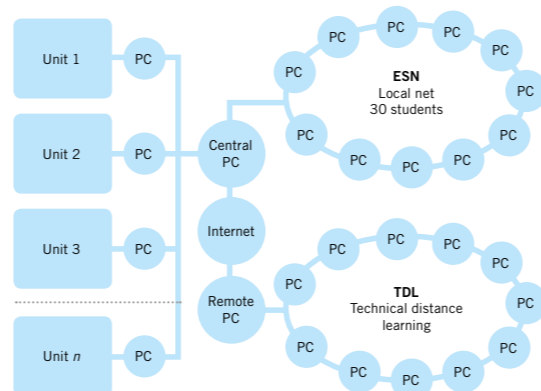 Unit 1
PC
Unit 2
PC
Unit 3
PC
Unit n
PC
Central
PC
Internet
Remote
PC
PC
PC
PC
PC
PC
PC
PC
PC
PC
PC
PC
ESN
Local net
30 students
PC
PC
PC
PC
PC
PC
PC
PC
PC
PC
PC
TDL
Technical distance
learning